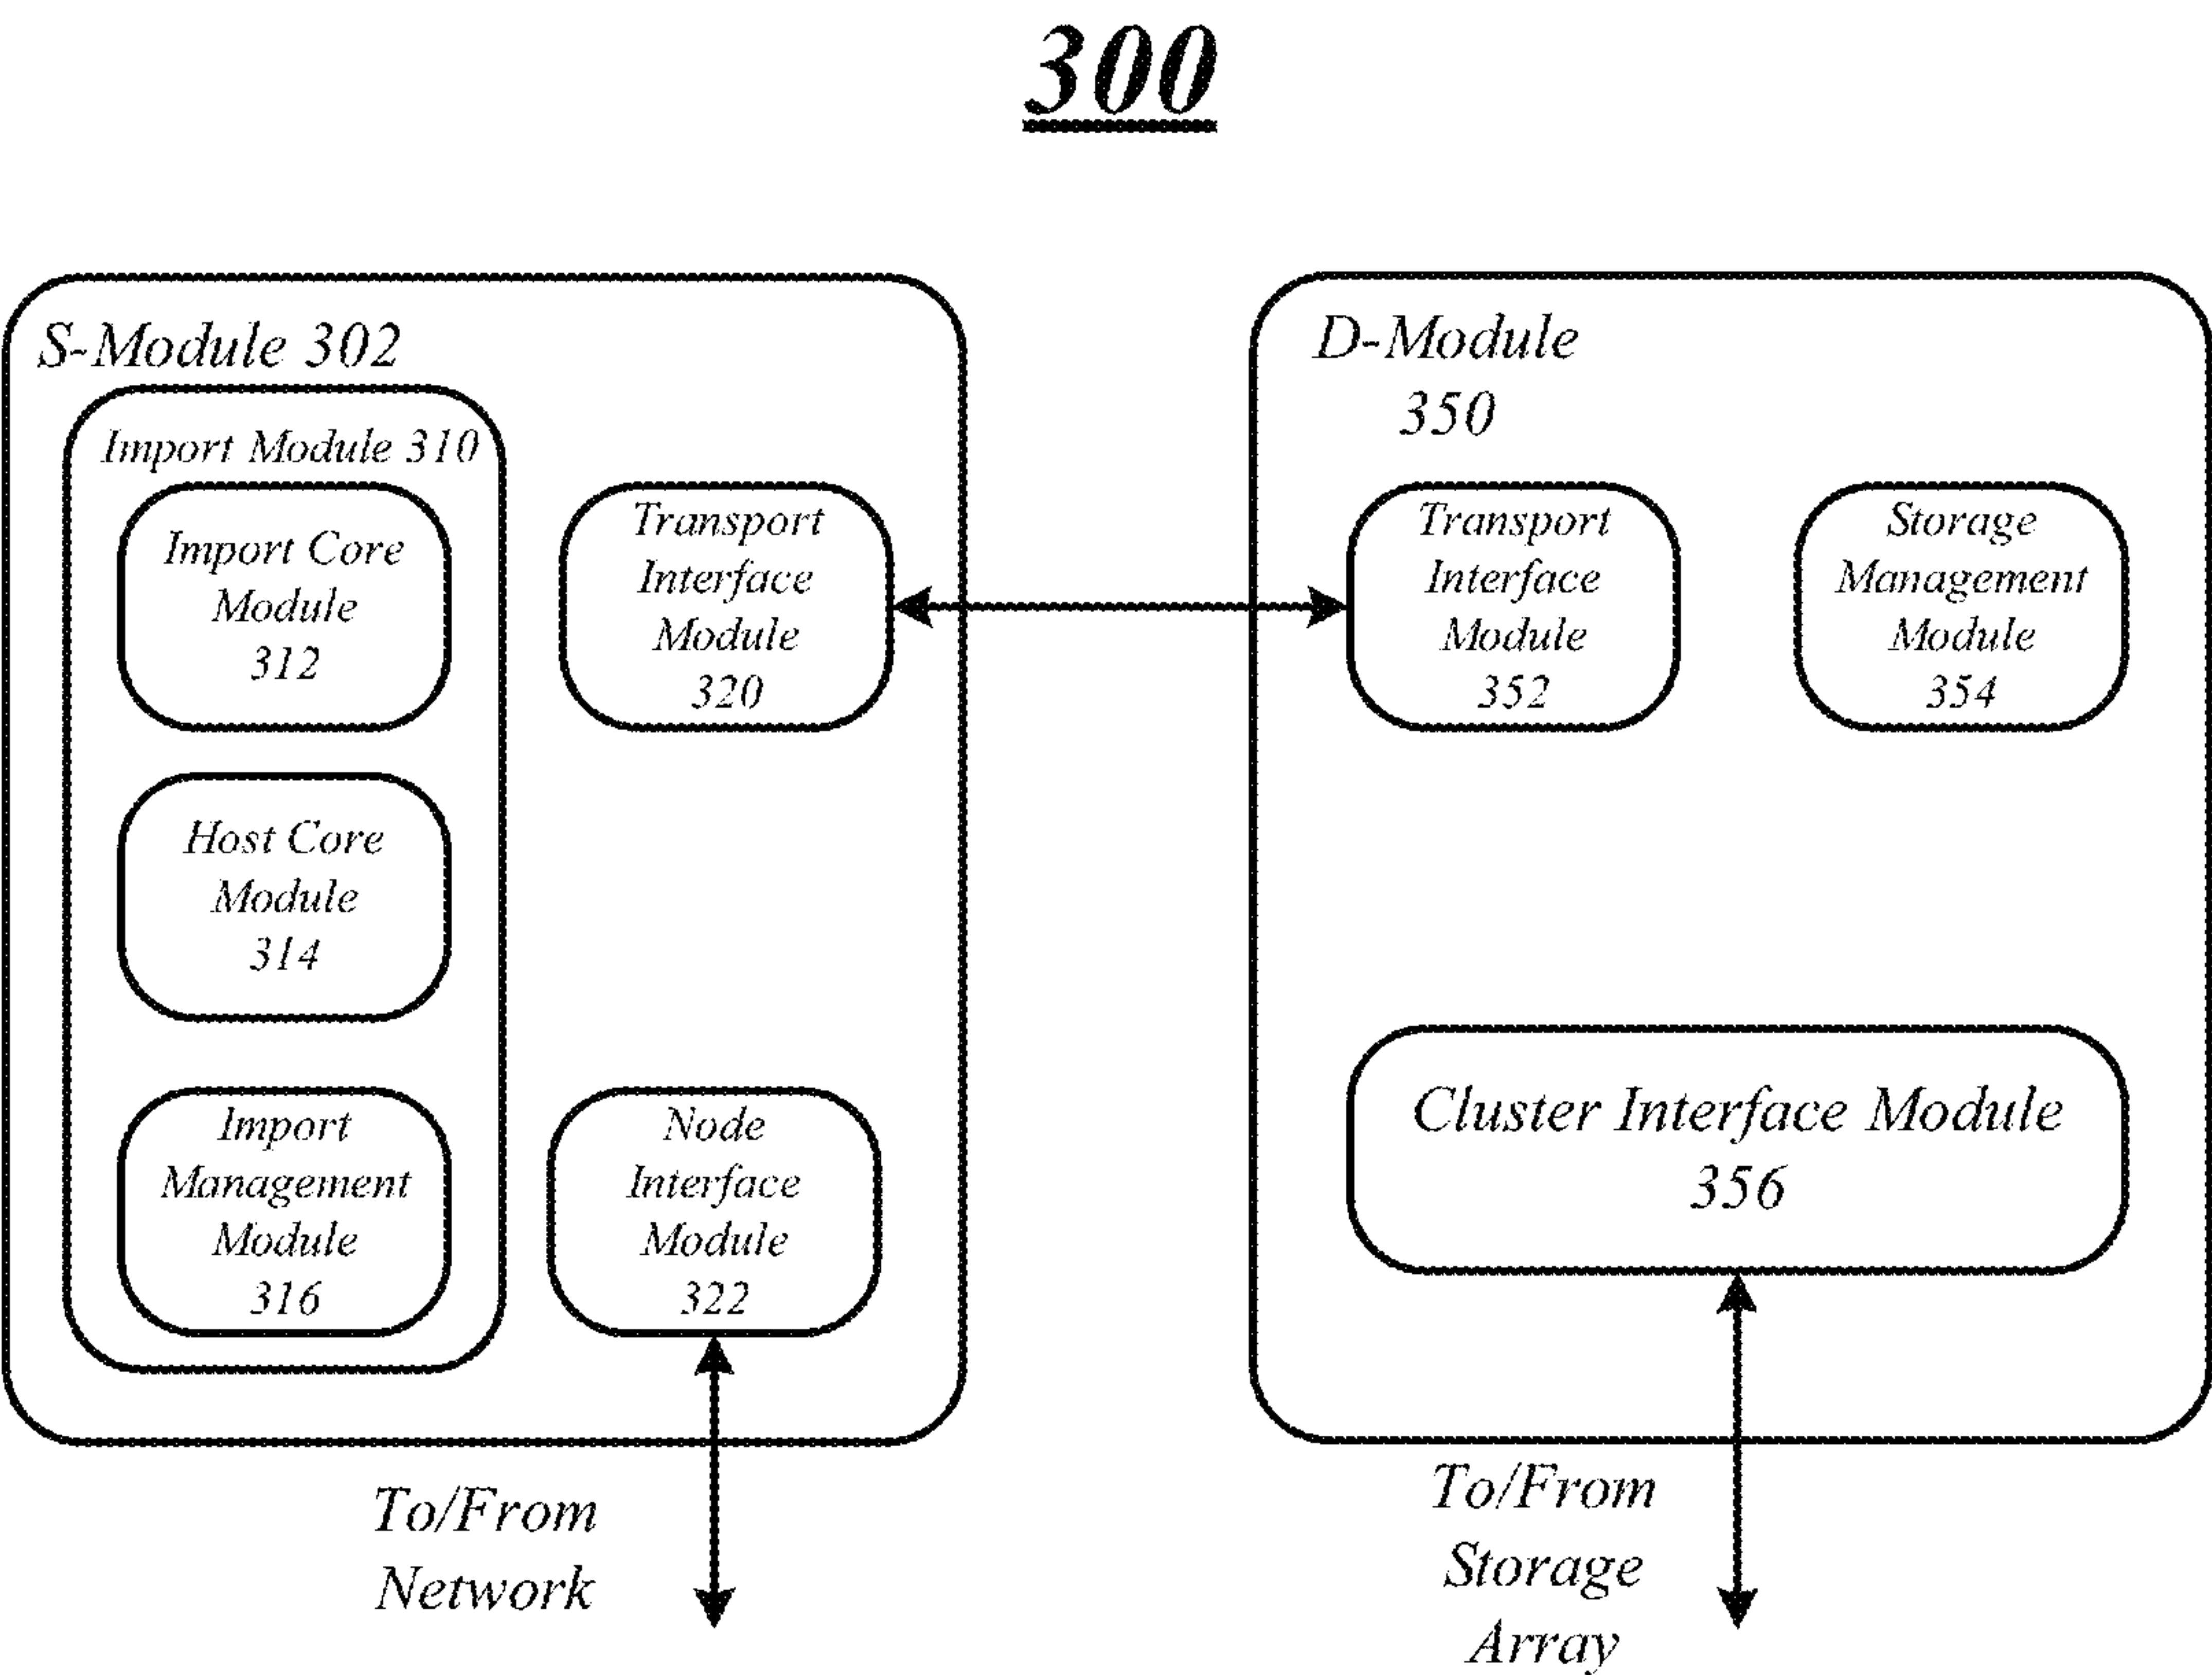 300
S-Module 302
Import Module 310
Import Core
Module
312
Host Core
Module
314
Import
Management
Module
316
Transport
Interface
Module
320
Node
Interface
Module
322
To/From
Network
D-Module
350
Transport
Interface
Module
352
Storage
Management
Module
354
Cluster Interface Module
356
To/From
Storage
Array